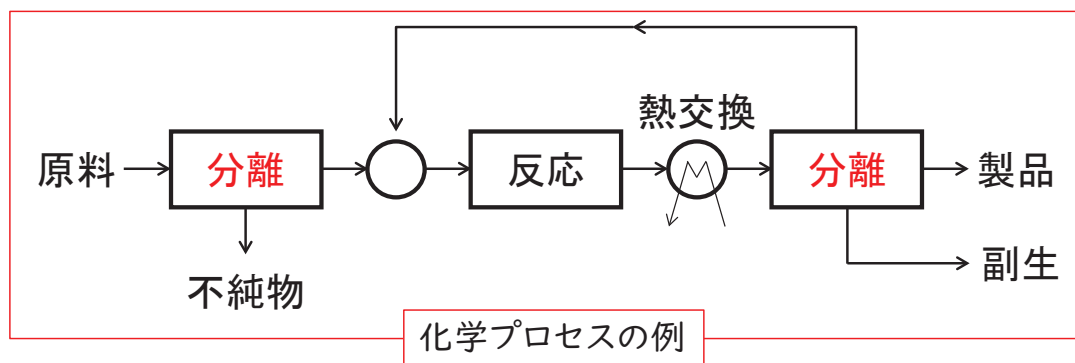 熱交換
原料
分離
反応
分離
製品
不純物
副生
化学プロセスの例